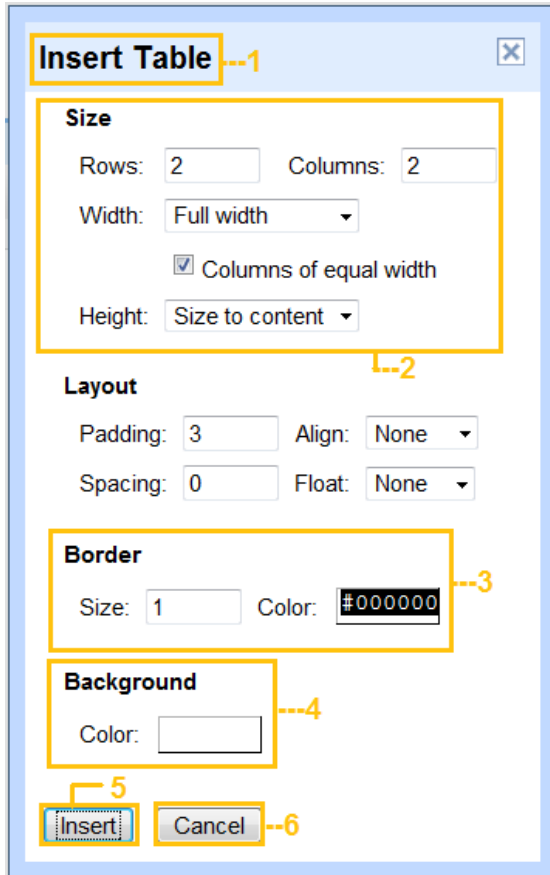 Insert Table ---1
Size
Rows: 2 Columns: 2
Width: Full width
Columns of equal width
Height: Size to content
---2
Layout
Padding: 3 Align: None
Spacing: 0 Float: None
Border
---3
Size: 1 Color: #000000
Background
---4
Color:
5
Insert Cancel --6